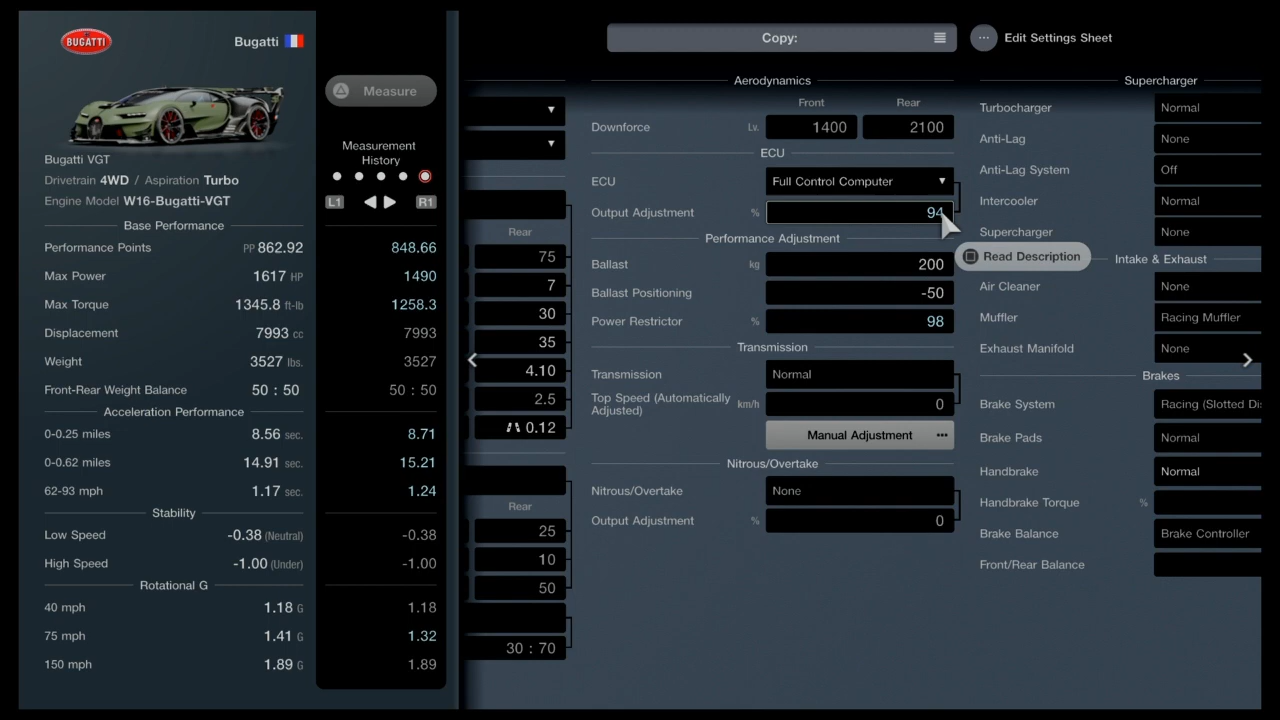 BUGATTI
Bugatti
Bugatti VGT
Drivetrain 4WD / Aspiration Turbo
Engine Model W16-Bugatti-VGT
Base Performance
Performance Points PP 862.92
Max Power 1617 HP
Max Torque 1345.8 ft-lb
Displacement 7993 cc
Weight 3527 lbs.
Front-Rear Weight Balance 50 : 50
Acceleration Performance
0-0.25 miles 8.56 sec.
0-0.62 miles 14.91 sec.
62-93 mph 1.17 sec.
Stability
Low Speed -0.38 (Neutral)
High Speed -1.00 (Under)
Rotational G
40 mph 1.18 G
75 mph 1.41 G
150 mph 1.89 G
Measure
Measurement
History
L1 R1
848.66
1490
1258.3
7993
3527
50 : 50
8.71
15.21
1.24
-0.38
-1.00
1.18
1.32
1.89
Rear
75
7
30
35
4.10
2.5
0.12
Rear
25
10
50
30 : 70
Copy:
Edit Settings Sheet
Aerodynamics
Front Rear
Downforce Lv. 1400 2100
ECU
ECU Full Control Computer
Output Adjustment % 94
Performance Adjustment
Ballast kg 200
Ballast Positioning -50
Power Restrictor % 98
Transmission
Transmission Normal
Top Speed (Automatically
Adjusted) km/h 0
Manual Adjustment
Nitrous/Overtake
Nitrous/Overtake None
Output Adjustment % 0
Supercharger
Turbocharger Normal
Anti-Lag None
Anti-Lag System Off
Intercooler Normal
Supercharger None
Read Description
Intake & Exhaust
Air Cleaner None
Muffler Racing Muffler
Exhaust Manifold None
Brakes
Brake System Racing (Slotted Di
Brake Pads Normal
Handbrake Normal
Handbrake Torque %
Brake Balance Brake Controller
Front/Rear Balance